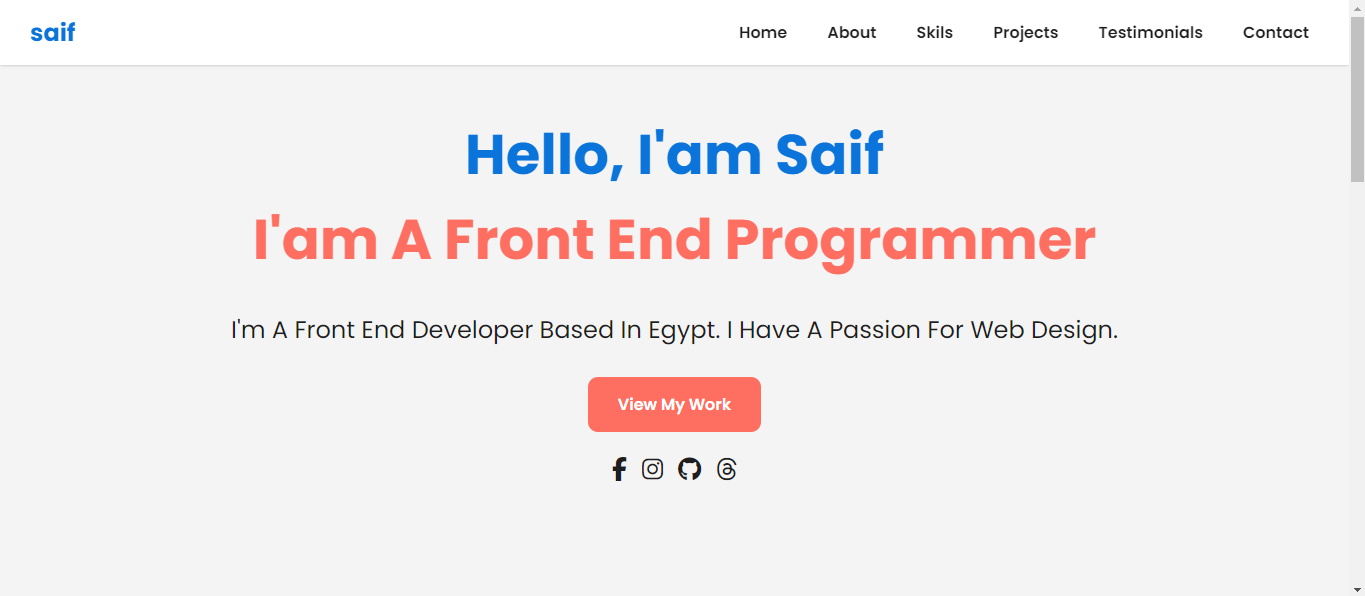 saif
Home About Skils Projects Testimonials Contact
Hello, I'am Saif
I'am A Front End Programmer
I'm A Front End Developer Based In Egypt. I Have A Passion For Web Design.
View My Work